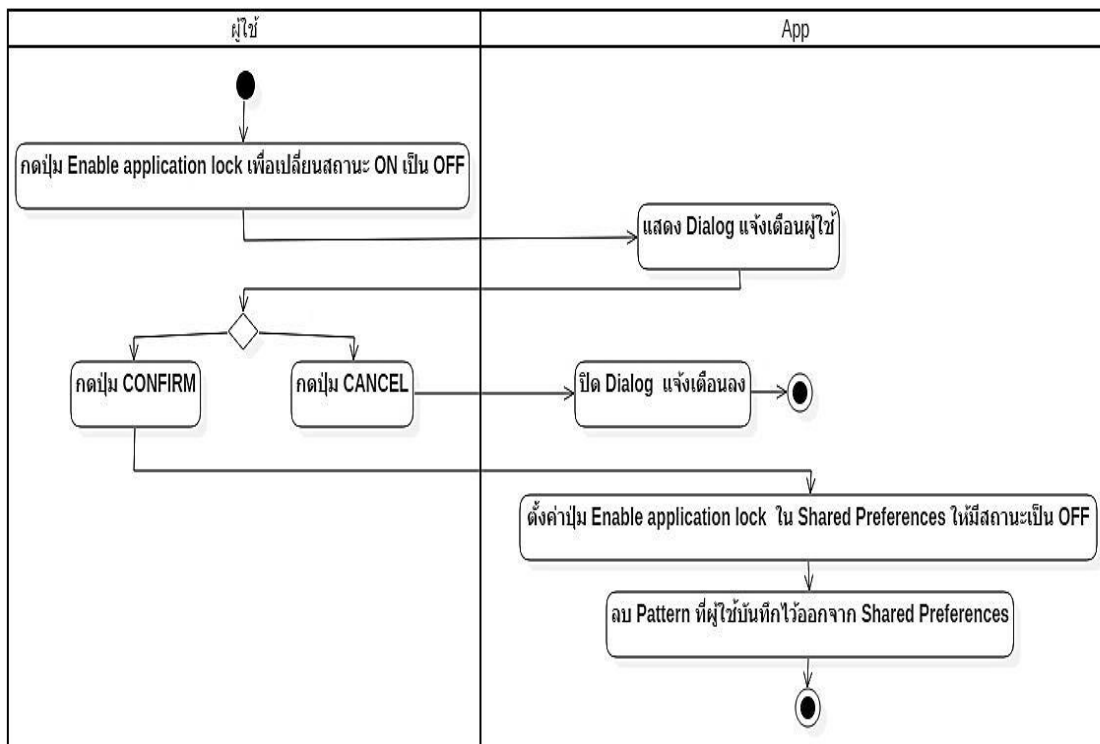 ผู้ใช้
App
กดปุ่ม Enable application lock เพื่อเปลี่ยนสถานะ ON เป็น OFF
แสดง Dialog แจ้งเตือนผู้ใช้
กดปุ่ม CONFIRM
กดปุ่ม CANCEL
ปิด Dialog แจ้งเตือนลง
ตั้งค่าปุ่ม Enable application lock ใน Shared Preferences ให้มีสถานะเป็น OFF
ลบ Pattern ที่ผู้ใช้บันทึกไว้ออกจาก Shared Preferences